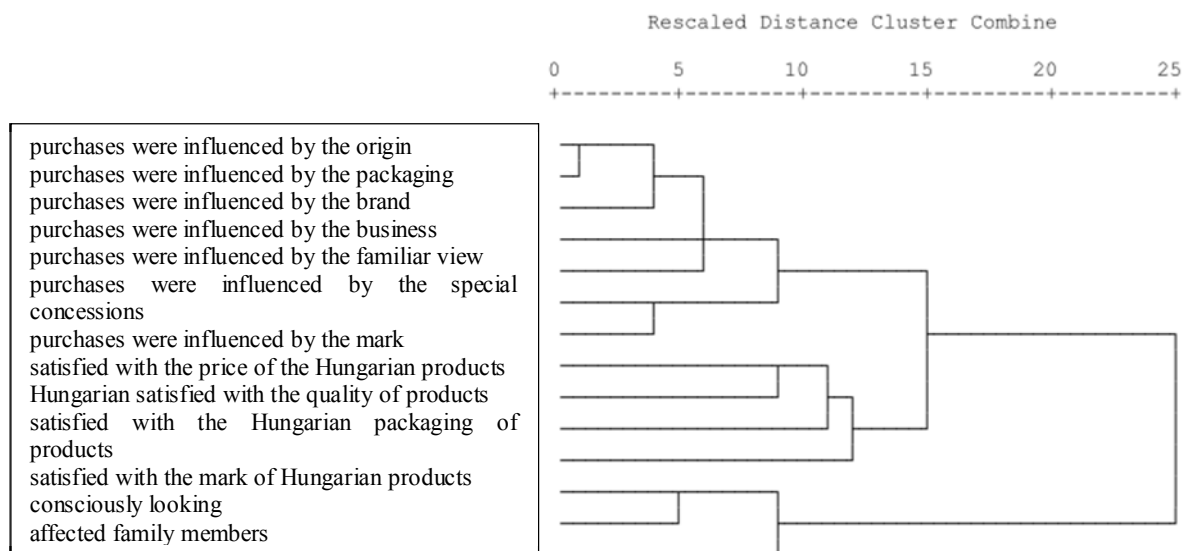 Rescaled Distance Cluster Combine
0 5 10 15 20 25
purchases were influenced by the origin
purchases were influenced by the packaging
purchases were influenced by the brand
purchases were influenced by the business
purchases were influenced by the familiar view
purchases were influenced by the special
concessions
purchases were influenced by the mark
satisfied with the price of the Hungarian products
Hungarian satisfied with the quality of products
satisfied with the Hungarian packaging of
products
satisfied with the mark of Hungarian products
consciously looking
affected family members